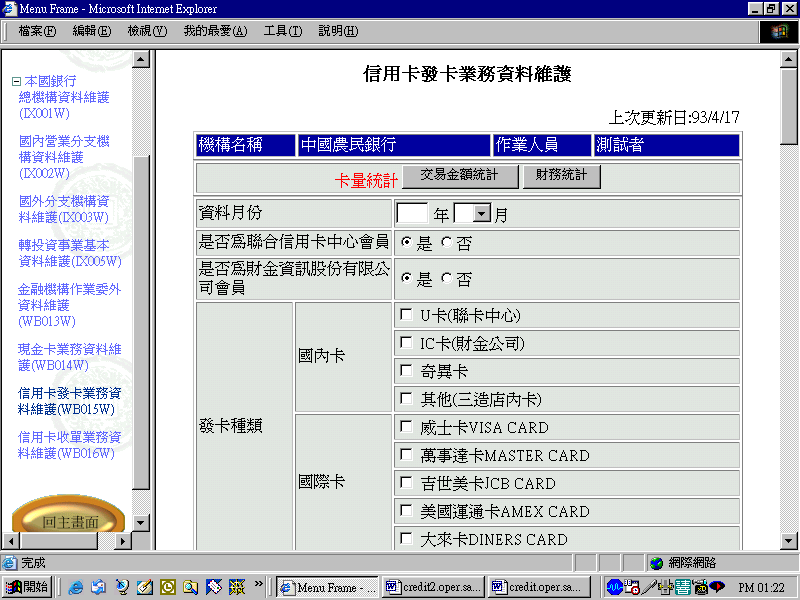 Menu Frame - Microsoft Internet Explorer
檔案(F) 編輯(E) 檢視(V) 我的最愛(A) 工具(T) 說明(H)
本國銀行
總機構資料維護
(IX001W)
國內營業分支機
構資料維護
(IX002W)
國外分支機構資
料維護(IX003W)
轉投資事業基本
資料維護(IX005W)
金融機構作業委外
資料維護
(WB013W)
現金卡業務資料維
護(WB014W)
信用卡發卡業務資
料維護(WB015W)
信用卡收單業務資
料維護(WB016W)
回主畫面
信用卡發卡業務資料維護
上次更新日:93/4/17
機構名稱 中國農民銀行 作業人員 測試者
卡量統計 交易金額統計 財務統計
資料月份 年 月
是否為聯合信用卡中心會員 是 否
是否為財金資訊股份有限公
司會員 是 否
發卡種類
國內卡
U卡(聯卡中心)
IC卡(財金公司)
奇異卡
其他(三造店內卡)
國際卡
威士卡VISA CARD
萬事達卡MASTER CARD
吉世美卡JCB CARD
美國運通卡AMEX CARD
大來卡DINERS CARD
完成 網際網路
開始 Menu Frame - ... credit2.oper.sa... credit.oper.sa... PM 01:22